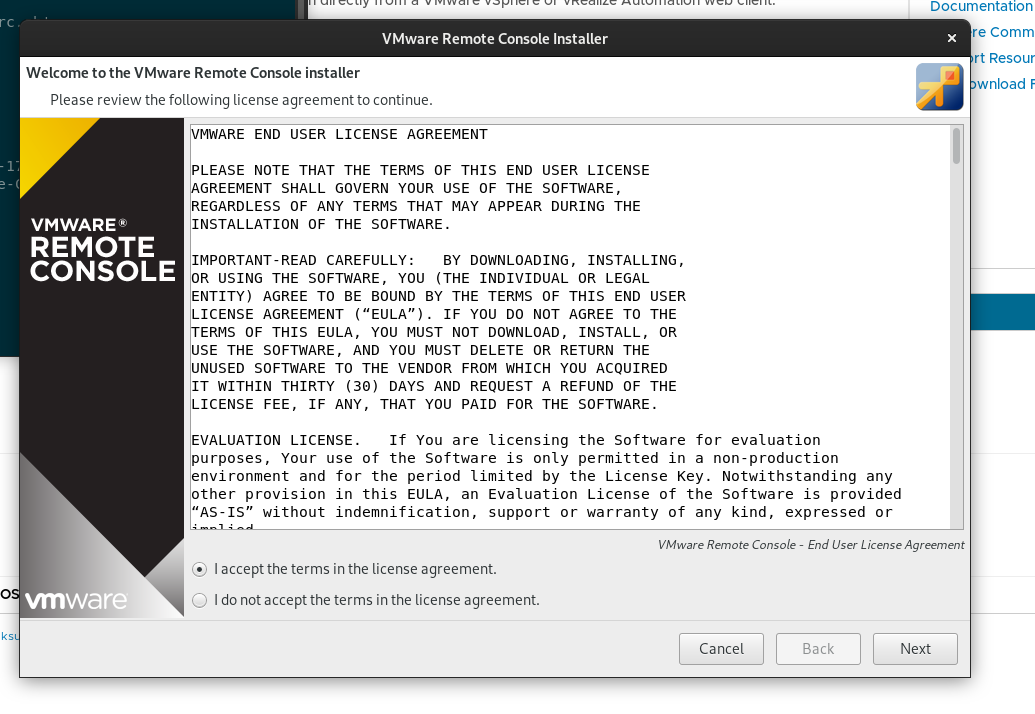 n directly from a VMware vSphere or vRealize Automation web client.
Documentation
VMware Remote Console Installer
Welcome to the VMware Remote Console installer
Please review the following license agreement to continue.
VMWARE®
REMOTE
CONSOLE
vmware
VMWARE END USER LICENSE AGREEMENT
PLEASE NOTE THAT THE TERMS OF THIS END USER LICENSE
AGREEMENT SHALL GOVERN YOUR USE OF THE SOFTWARE,
REGARDLESS OF ANY TERMS THAT MAY APPEAR DURING THE
INSTALLATION OF THE SOFTWARE.
IMPORTANT-READ CAREFULLY:   BY DOWNLOADING, INSTALLING,
OR USING THE SOFTWARE, YOU (THE INDIVIDUAL OR LEGAL
ENTITY) AGREE TO BE BOUND BY THE TERMS OF THIS END USER
LICENSE AGREEMENT (“EULA”). IF YOU DO NOT AGREE TO THE
TERMS OF THIS EULA, YOU MUST NOT DOWNLOAD, INSTALL, OR
USE THE SOFTWARE, AND YOU MUST DELETE OR RETURN THE
UNUSED SOFTWARE TO THE VENDOR FROM WHICH YOU ACQUIRED
IT WITHIN THIRTY (30) DAYS AND REQUEST A REFUND OF THE
LICENSE FEE, IF ANY, THAT YOU PAID FOR THE SOFTWARE.
EVALUATION LICENSE.   If You are licensing the Software for evaluation
purposes, Your use of the Software is only permitted in a non-production
environment and for the period limited by the License Key. Notwithstanding any
other provision in this EULA, an Evaluation License of the Software is provided
“AS-IS” without indemnification, support or warranty of any kind, expressed or
implied.
VMware Remote Console - End User License Agreement
I accept the terms in the license agreement.
I do not accept the terms in the license agreement.
Cancel
Back
Next